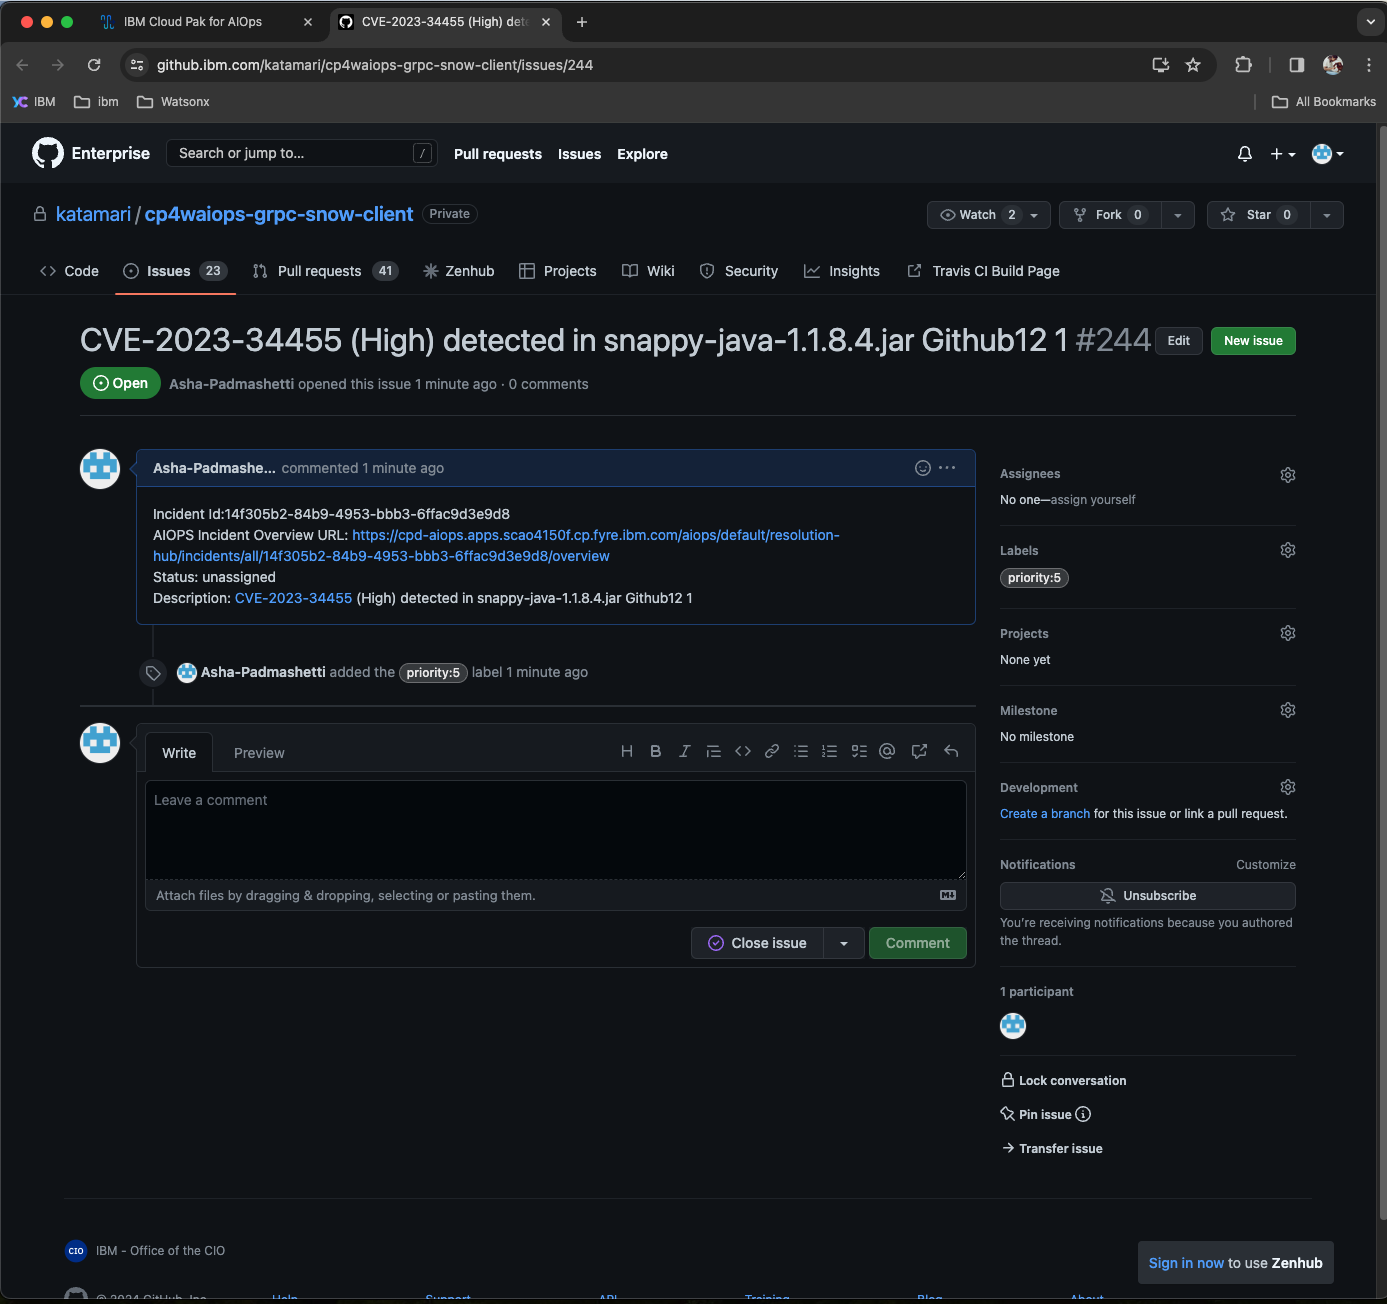 IBM Cloud Pak for AIOps
CVE-2023-34455 (High) det
github.ibm.com/katamari/cp4waiops-grpc-snow-client/issues/244
IBM ibm Watsonx All Bookmarks
Enterprise Search or jump to... / Pull requests Issues Explore
katamari / cp4waiops-grpc-snow-client Private Watch 2 Fork 0 Star 0
Code Issues 23 Pull requests 41 Zenhub Projects Wiki Security Insights Travis CI Build Page
CVE-2023-34455 (High) detected in snappy-java-1.1.8.4.jar Github12 1 #244 Edit New issue
Open Asha-Padmashetti opened this issue 1 minute ago · 0 comments
Asha-Padmashe... commented 1 minute ago
Incident Id:14f305b2-84b9-4953-bbb3-6ffac9d3e9d8
AIOPS Incident Overview URL: https://cpd-aiops.apps.scao4150f.cp.fyre.ibm.com/aiops/default/resolution-
hub/incidents/all/14f305b2-84b9-4953-bbb3-6ffac9d3e9d8/overview
Status: unassigned
Description: CVE-2023-34455 (High) detected in snappy-java-1.1.8.4.jar Github12 1
Asha-Padmashetti added the priority:5 label 1 minute ago
Write Preview
Leave a comment
Attach files by dragging & dropping, selecting or pasting them.
Close issue Comment
Assignees
No one—assign yourself
Labels
priority:5
Projects
None yet
Milestone
No milestone
Development
Create a branch for this issue or link a pull request.
Notifications Customize
Unsubscribe
You're receiving notifications because you authored
the thread.
1 participant
Lock conversation
Pin issue
Transfer issue
CIO IBM - Office of the CIO
Sign in now to use Zenhub
© 2024 GitHub, Inc. Help Support API Training Blog About